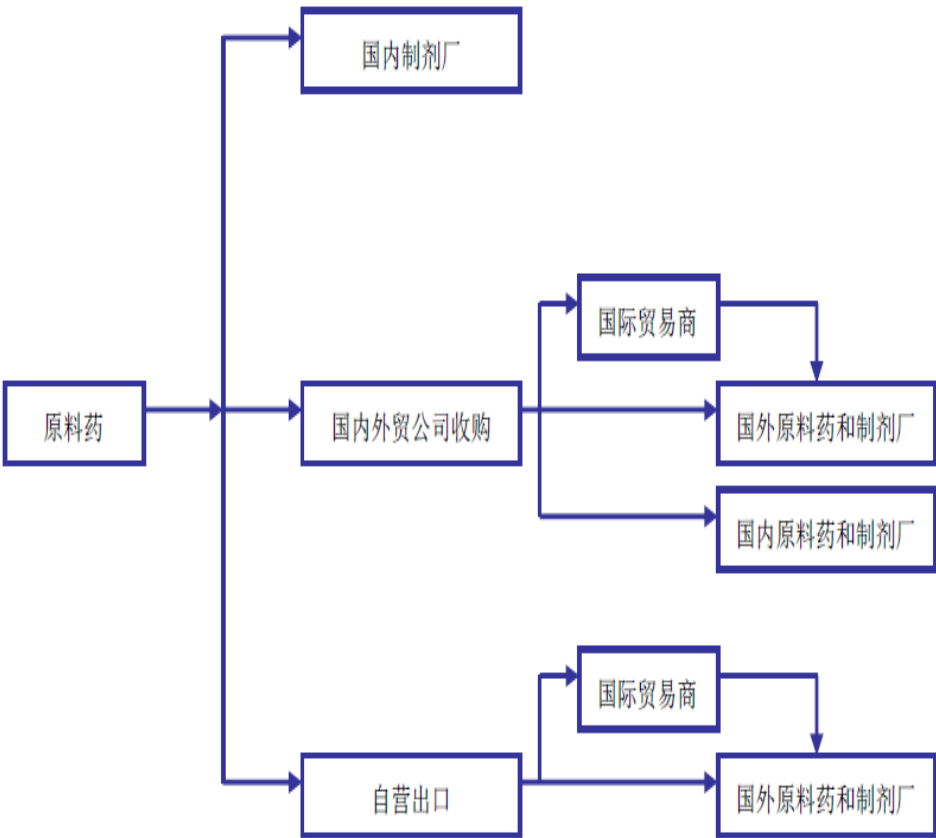 国内制剂厂
国际贸易商
原料药
国内外贸公司收购
国外原料药和制剂厂
国内原料药和制剂厂
国际贸易商
自营出口
国外原料药和制剂厂